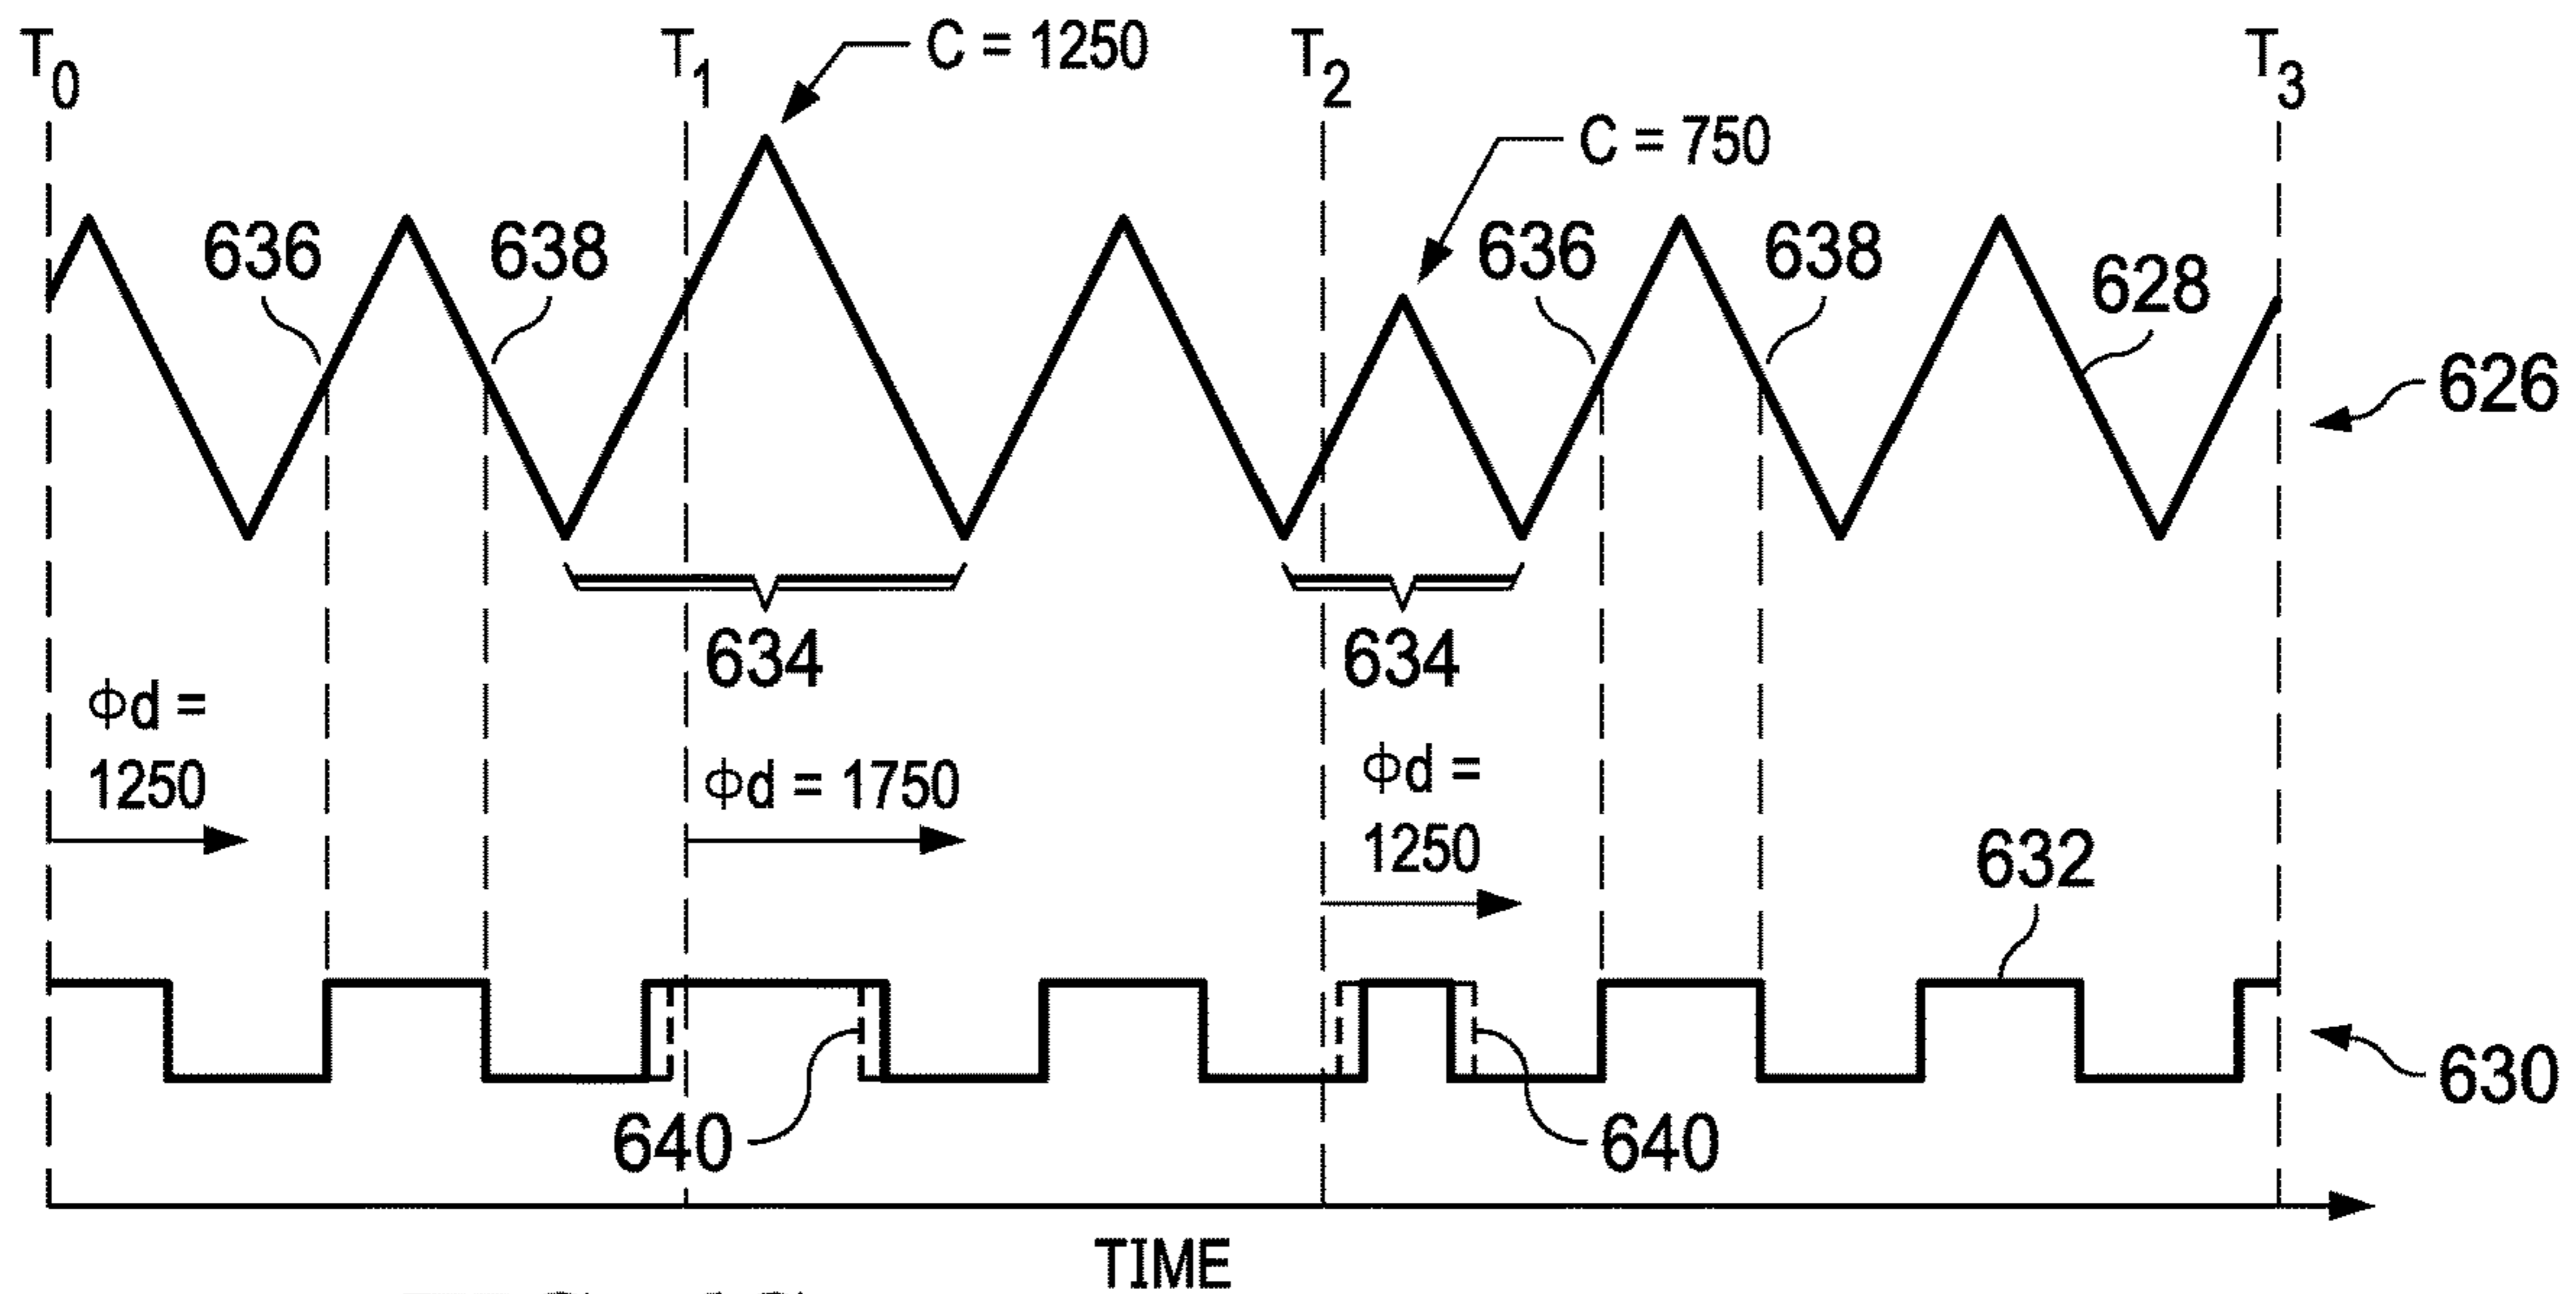 T0
T1
T2
T3
C = 1250
C = 750
636
638
636
638
628
626
634
634
Φd =
1250
Φd = 1750
Φd =
1250
632
630
640
640
TIME